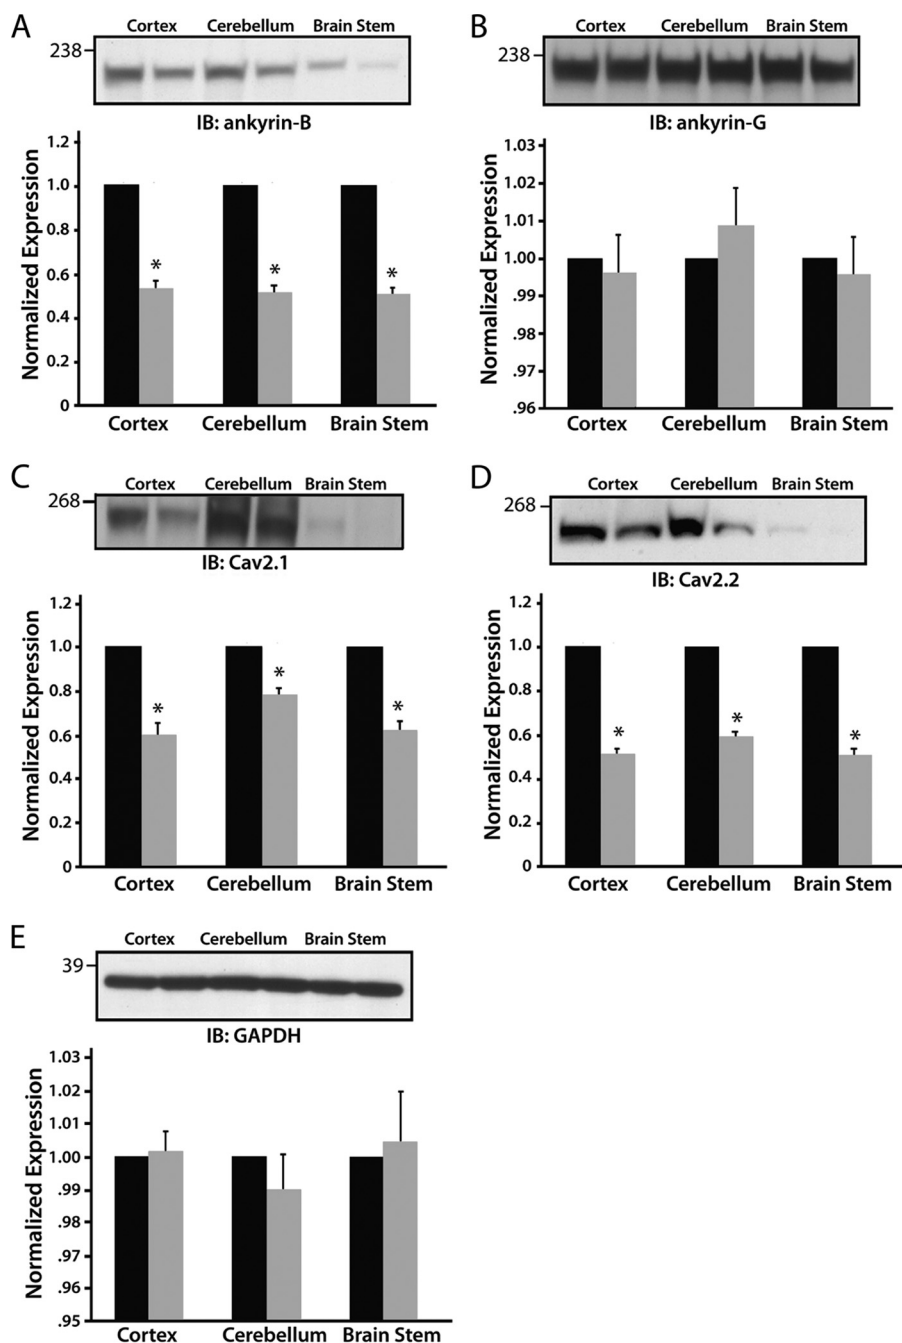 A
Cortex Cerebellum Brain Stem
238
IB: ankyrin-B
Normalized Expression
1.2
1.0
0.8
0.6
0.4
0.2
0
*
*
*
Cortex Cerebellum Brain Stem
B
Cortex Cerebellum Brain Stem
238
IB: ankyrin-G
Normalized Expression
1.03
1.02
1.01
1.00
.99
.98
.97
.96
Cortex Cerebellum Brain Stem
C
Cortex Cerebellum Brain Stem
268
IB: Cav2.1
Normalized Expression
1.2
1.0
0.8
0.6
0.4
0.2
0
*
*
*
Cortex Cerebellum Brain Stem
D
Cortex Cerebellum Brain Stem
268
IB: Cav2.2
Normalized Expression
1.2
1.0
0.8
0.6
0.4
0.2
0
*
*
*
Cortex Cerebellum Brain Stem
E
Cortex Cerebellum Brain Stem
39
IB: GAPDH
Normalized Expression
1.03
1.02
1.01
1.00
.99
.98
.97
.96
.95
Cortex Cerebellum Brain Stem